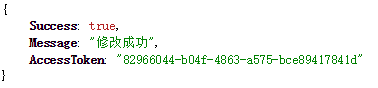 {
    Success: true,
    Message: "修改成功",
    AccessToken: "82966044-b04f-4863-a575-bce89417841d"
}